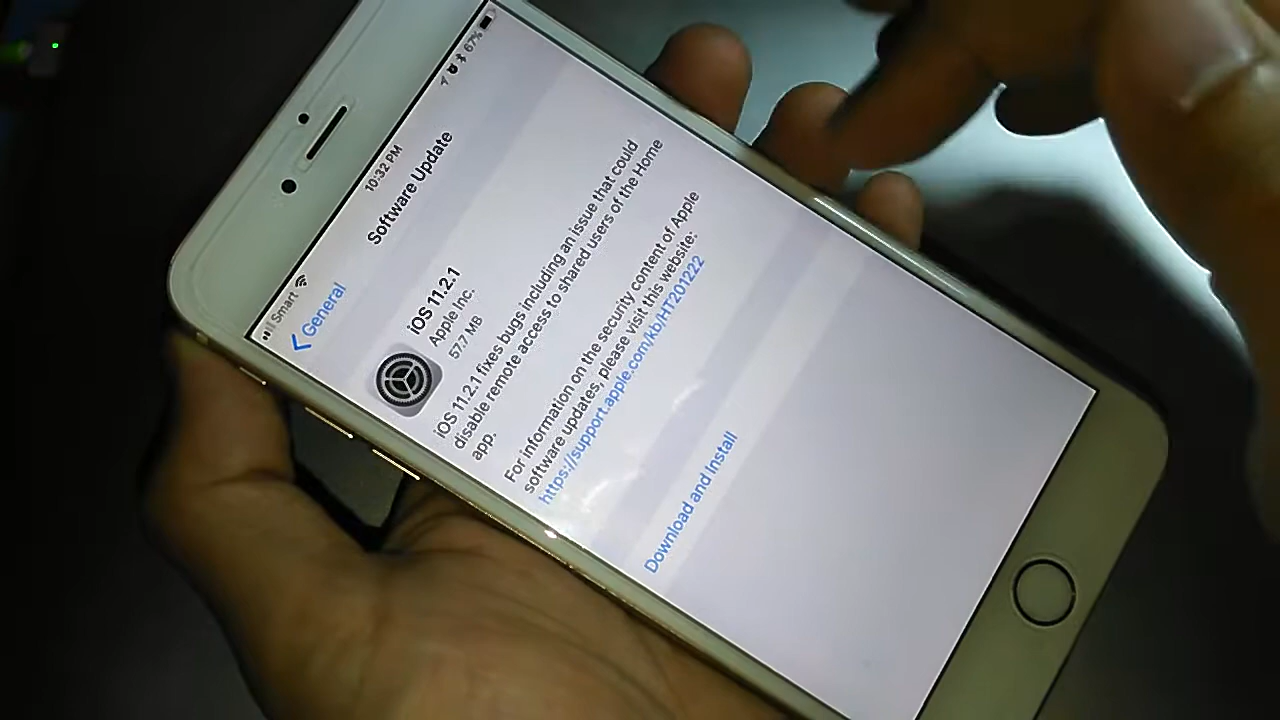 Smart 10:32 PM 67%
General Software Update
iOS 11.2.1
Apple Inc.
57.7 MB
iOS 11.2.1 fixes bugs including an issue that could
disable remote access to shared users of the Home
app.
For information on the security content of Apple
software updates, please visit this website:
https://support.apple.com/kb/HT201222
Download and Install